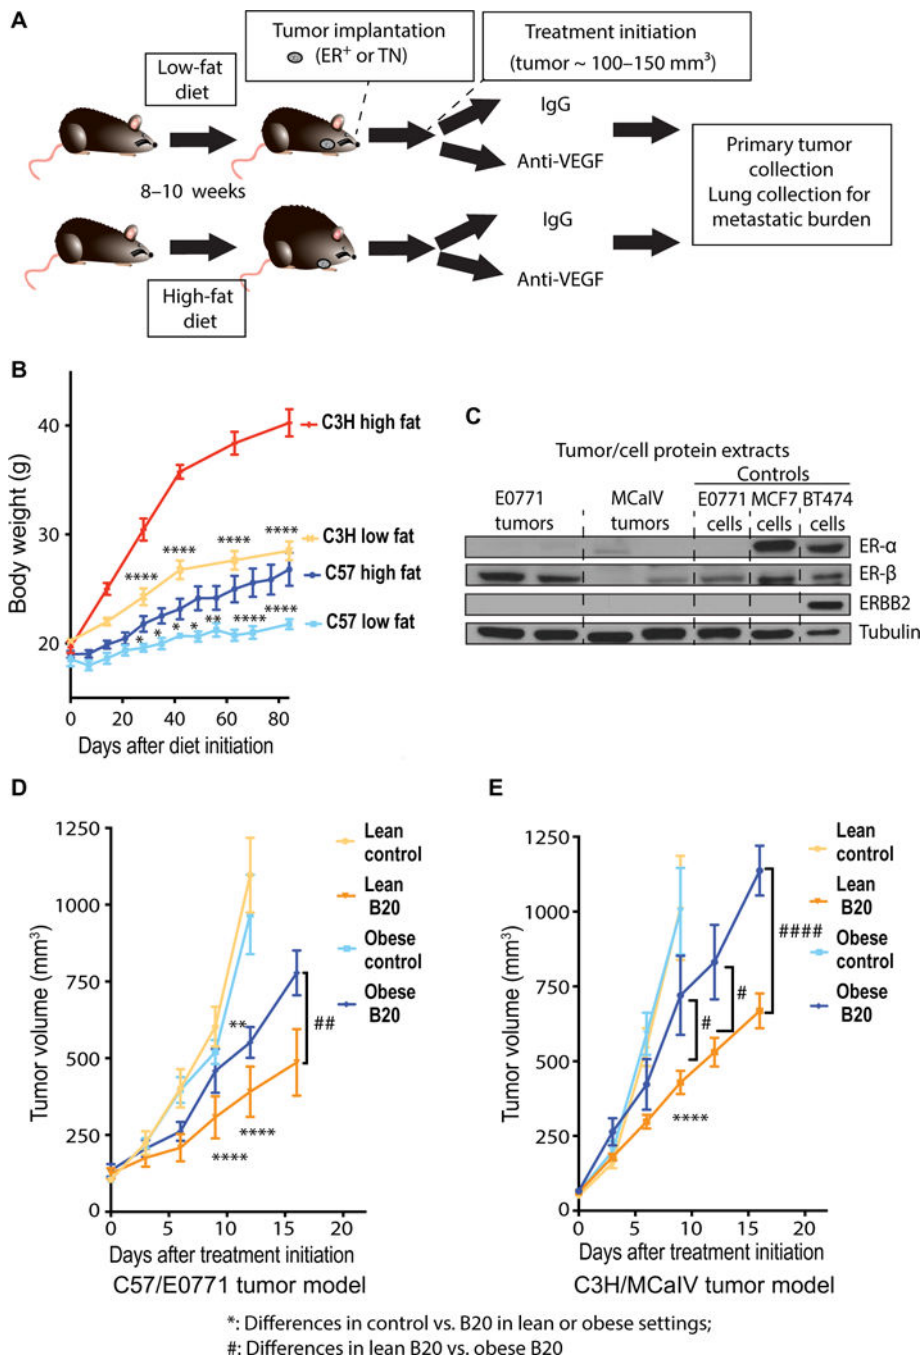 A
Tumor implantation
(ER+ or TN)
Treatment initiation
(tumor ~ 100–150 mm³)
Low-fat
diet
IgG
Anti-VEGF
8–10 weeks
Primary tumor
collection
Lung collection for
metastatic burden
IgG
Anti-VEGF
High-fat
diet
B
Body weight (g)
40
30
20
0 20 40 60 80
Days after diet initiation
C3H high fat
C3H low fat
C57 high fat
C57 low fat
**** **** **** ****
* * * * ** **** ****
C
Tumor/cell protein extracts
Controls
E0771
tumors
MCaIV
tumors
E0771
cells
MCF7
cells
BT474
cells
ER-α
ER-β
ERBB2
Tubulin
D
Tumor volume (mm³)
1250
1000
750
500
250
0
0 5 10 15 20
Days after treatment initiation
C57/E0771 tumor model
Lean
control
Lean
B20
Obese
control
Obese
B20
**
##
****
****
E
Tumor volume (mm³)
1250
1000
750
500
250
0
0 5 10 15 20
Days after treatment initiation
C3H/MCaIV tumor model
Lean
control
Lean
B20
Obese
control
Obese
B20
####
#
#
****
*: Differences in control vs. B20 in lean or obese settings;
#: Differences in lean B20 vs. obese B20